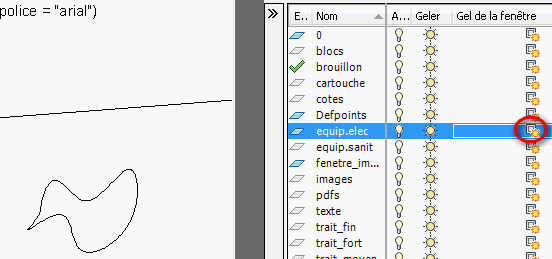 police = "arial")
»
E.. Nom A... Geler Gel de la fenêtre
0
blocs
brouillon
cartouche
cotes
Defpoints
equip.elec
equip.sanit
fenetre_im...
images
pdfs
texte
trait_fin
trait_fort
trait_moyen